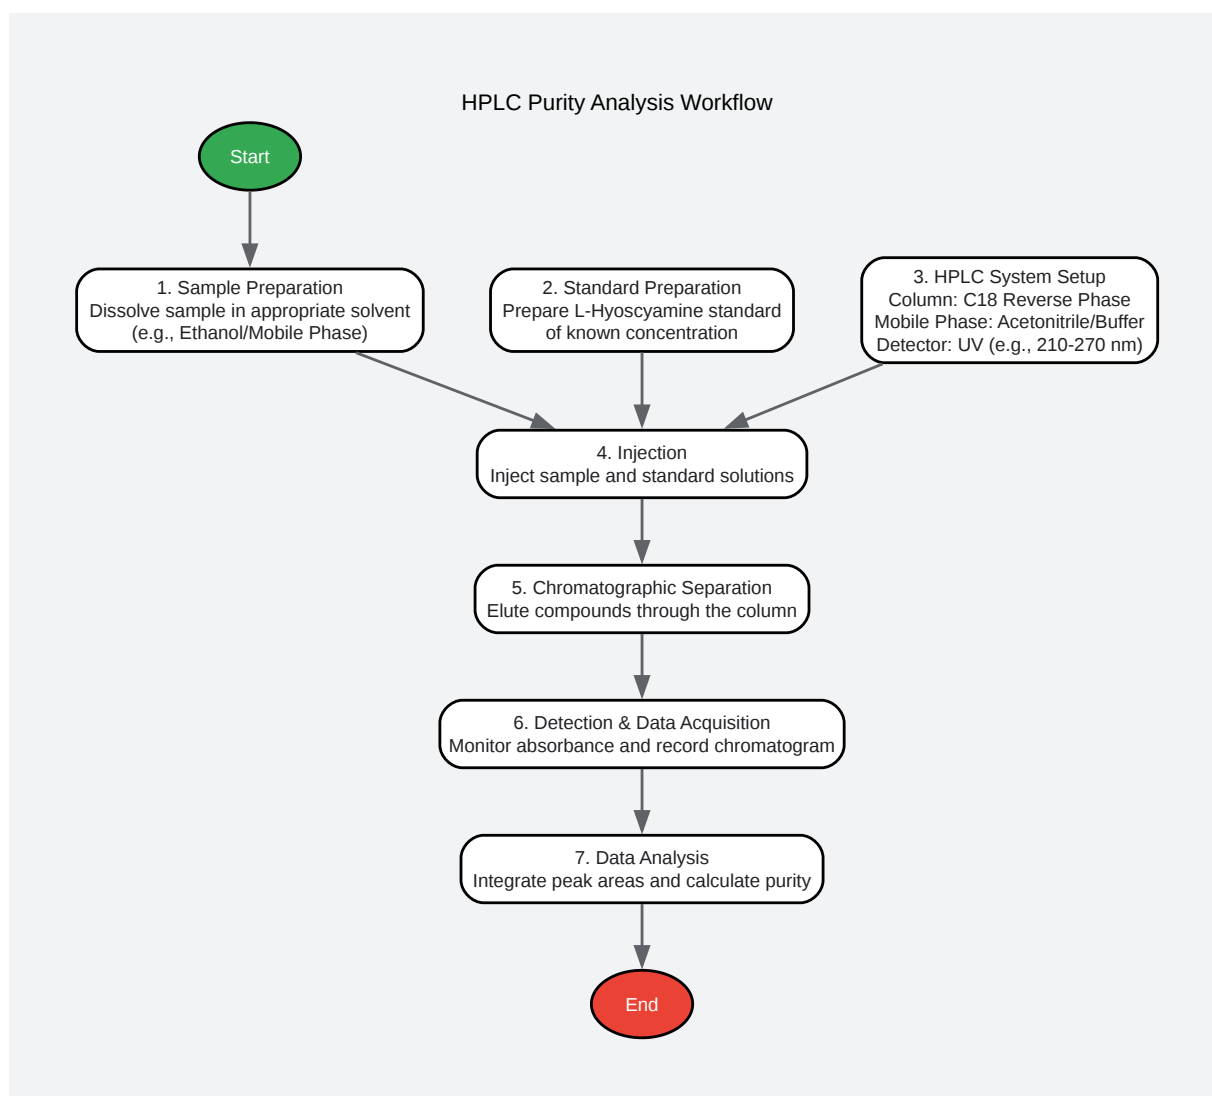 HPLC Purity Analysis Workflow
Start
1. Sample Preparation
Dissolve sample in appropriate solvent
(e.g., Ethanol/Mobile Phase)
2. Standard Preparation
Prepare L-Hyoscyamine standard
of known concentration
3. HPLC System Setup
Column: C18 Reverse Phase
Mobile Phase: Acetonitrile/Buffer
Detector: UV (e.g., 210-270 nm)
4. Injection
Inject sample and standard solutions
5. Chromatographic Separation
Elute compounds through the column
6. Detection & Data Acquisition
Monitor absorbance and record chromatogram
7. Data Analysis
Integrate peak areas and calculate purity
End